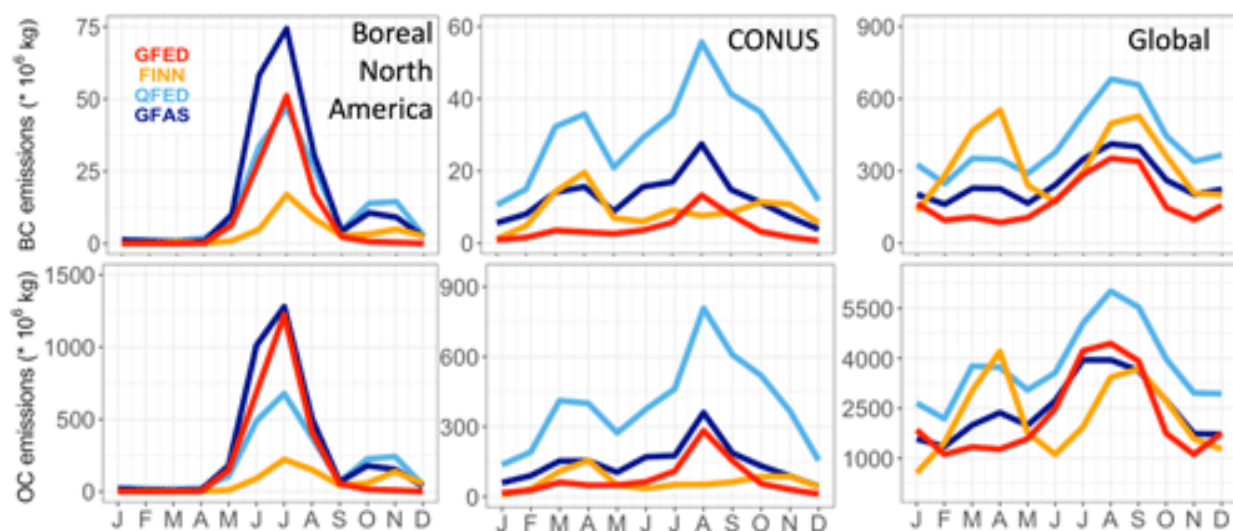 BC emissions (* 10⁶ kg)
75
50
25
0
GFED
FINN
QFED
GFAS
Boreal
North
America
60
40
20
0
CONUS
900
600
300
0
Global
OC emissions (* 10⁶ kg)
1500
1000
500
0
J F M A M J J A S O N D
900
600
300
0
J F M A M J J A S O N D
5500
4000
2500
1000
J F M A M J J A S O N D